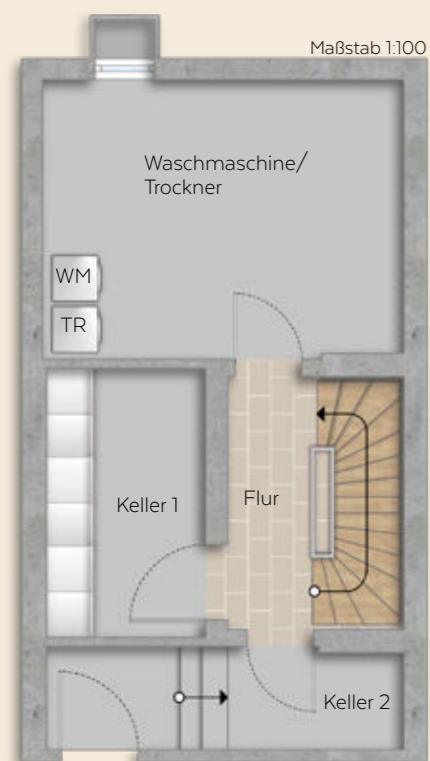 Maßstab 1:100
Waschmaschine/
Trockner
WM
TR
Keller 1
Flur
Keller 2